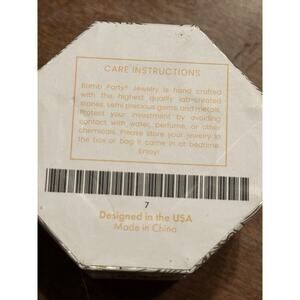 CARE INSTRUCTIONS
Bomb Party® Jewelry is hand crafted
with the highest quality lab-created
stones, semi precious gems, and metals.
Protect your investment by avoiding
contact with water, perfume, or other
chemicals. Please store your jewelry in
the box or bag it came in at bedtime.
Enjoy!
7
Designed in the USA
Made in China